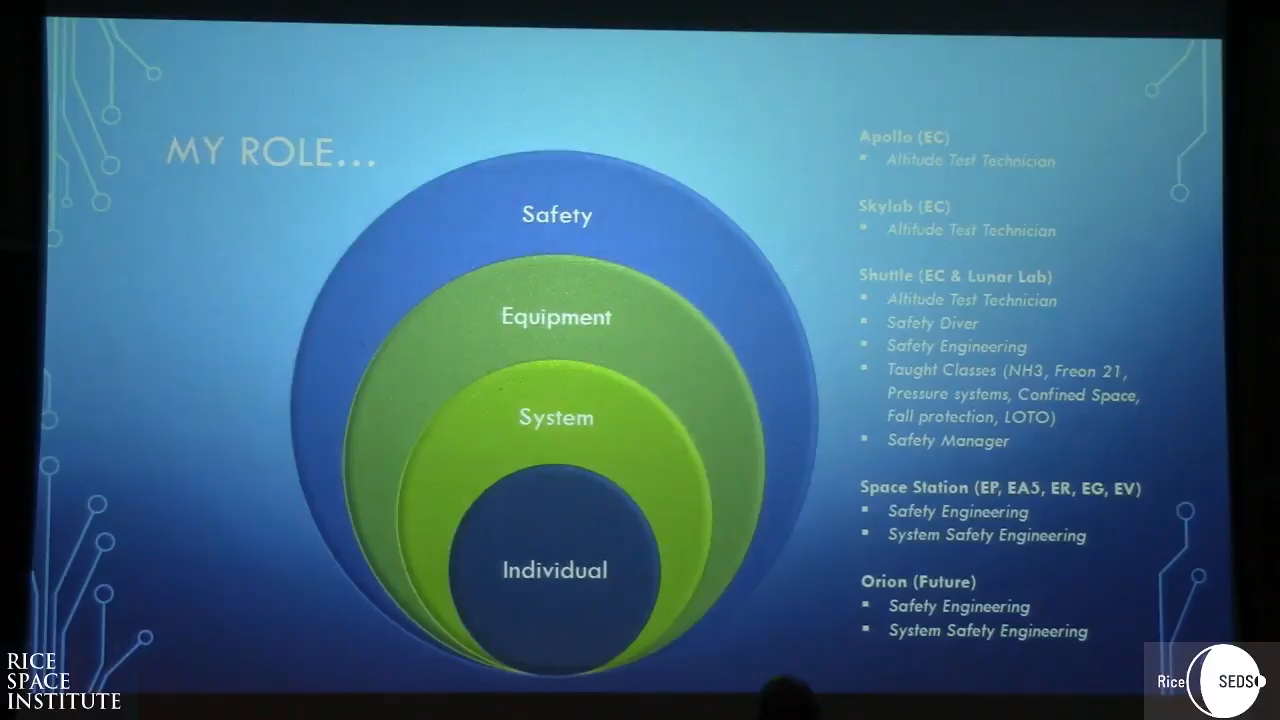 MY ROLE...
Safety
Equipment
System
Individual
Apollo (EC)
▪ Altitude Test Technician
Skylab (EC)
▪ Altitude Test Technician
Shuttle (EC & Lunar Lab)
▪ Altitude Test Technician
▪ Safety Diver
▪ Safety Engineering
▪ Taught Classes (NH3, Freon 21,
Pressure systems, Confined Space,
Fall protection, LOTO)
▪ Safety Manager
Space Station (EP, EA5, ER, EG, EV)
▪ Safety Engineering
▪ System Safety Engineering
Orion (Future)
▪ Safety Engineering
▪ System Safety Engineering
RICE
SPACE
INSTITUTE
Rice SEDS